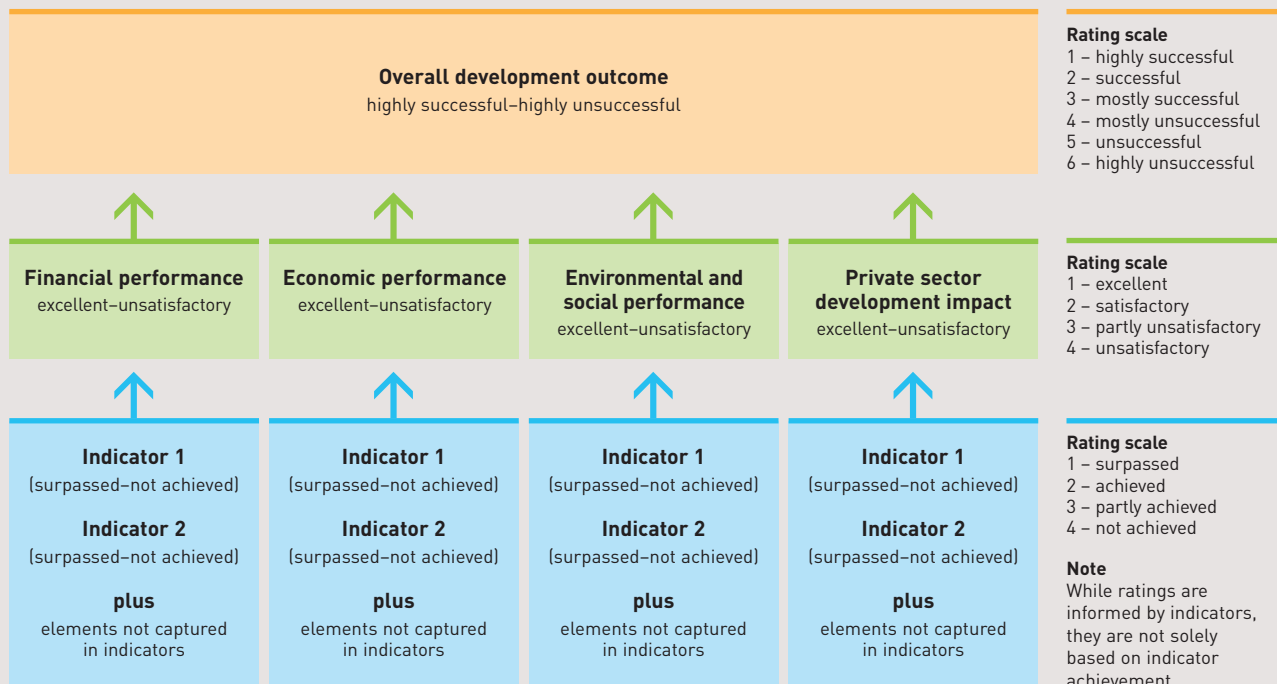 Overall development outcome
highly successful–highly unsuccessful
Rating scale
1 – highly successful
2 – successful
3 – mostly successful
4 – mostly unsuccessful
5 – unsuccessful
6 – highly unsuccessful
Financial performance
excellent–unsatisfactory
Economic performance
excellent–unsatisfactory
Environmental and
social performance
excellent–unsatisfactory
Private sector
development impact
excellent–unsatisfactory
Rating scale
1 – excellent
2 – satisfactory
3 – partly unsatisfactory
4 – unsatisfactory
Indicator 1
(surpassed–not achieved)
Indicator 2
(surpassed–not achieved)
plus
elements not captured
in indicators
Indicator 1
(surpassed–not achieved)
Indicator 2
(surpassed–not achieved)
plus
elements not captured
in indicators
Indicator 1
(surpassed–not achieved)
Indicator 2
(surpassed–not achieved)
plus
elements not captured
in indicators
Indicator 1
(surpassed–not achieved)
Indicator 2
(surpassed–not achieved)
plus
elements not captured
in indicators
Rating scale
1 – surpassed
2 – achieved
3 – partly achieved
4 – not achieved
Note
While ratings are
informed by indicators,
they are not solely
based on indicator
achievement